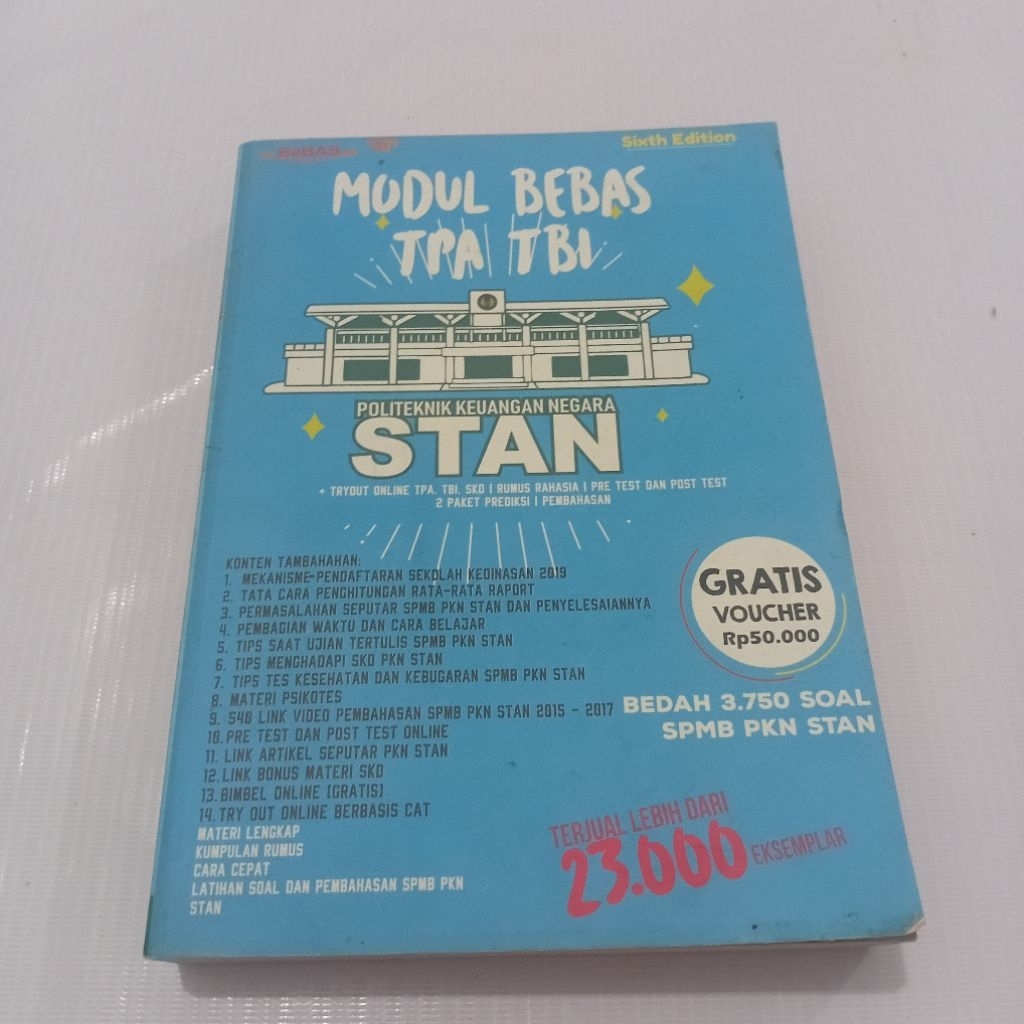 BeBAS
Sixth Edition
MODUL BEBAS
TPA TBI
POLITEKNIK KEUANGAN NEGARA
STAN
+ TRYOUT ONLINE TPA, TBI, SKD | RUMUS RAHASIA | PRE TEST DAN POST TEST
2 PAKET PREDIKSI | PEMBAHASAN
KONTEN TAMBAHAHAN:
1. MEKANISME-PENDAFTARAN SEKOLAH KEDINASAN 2019
2. TATA CARA PENGHITUNGAN RATA-RATA RAPORT
3. PERMASALAHAN SEPUTAR SPMB PKN STAN DAN PENYELESAIANNYA
4. PEMBAGIAN WAKTU DAN CARA BELAJAR
5. TIPS SAAT UJIAN TERTULIS SPMB PKN STAN
6. TIPS MENGHADAPI SKD PKN STAN
7. TIPS TES KESEHATAN DAN KEBUGARAN SPMB PKN STAN
8. MATERI PSIKOTES
9. 540 LINK VIDEO PEMBAHASAN SPMB PKN STAN 2015 - 2017
10. PRE TEST DAN POST TEST ONLINE
11. LINK ARTIKEL SEPUTAR PKN STAN
12. LINK BONUS MATERI SKD
13. BIMBEL ONLINE [GRATIS]
14. TRY OUT ONLINE BERBASIS CAT
MATERI LENGKAP
KUMPULAN RUMUS
CARA CEPAT
LATIHAN SOAL DAN PEMBAHASAN SPMB PKN
STAN
GRATIS
VOUCHER
Rp50.000
BEDAH 3.750 SOAL
SPMB PKN STAN
TERJUAL LEBIH DARI
23.000 EKSEMPLAR